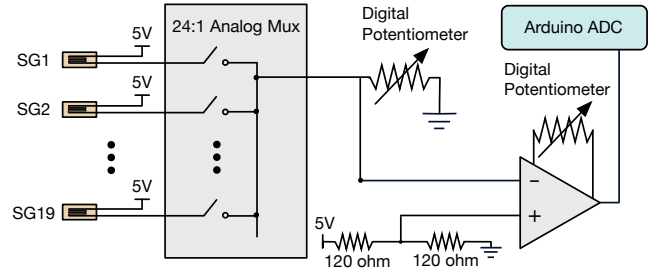 24:1 Analog Mux
Digital
Potentiometer
Arduino ADC
5V
SG1
5V
SG2
5V
SG19
Digital
Potentiometer
−
+
5V
120 ohm
120 ohm